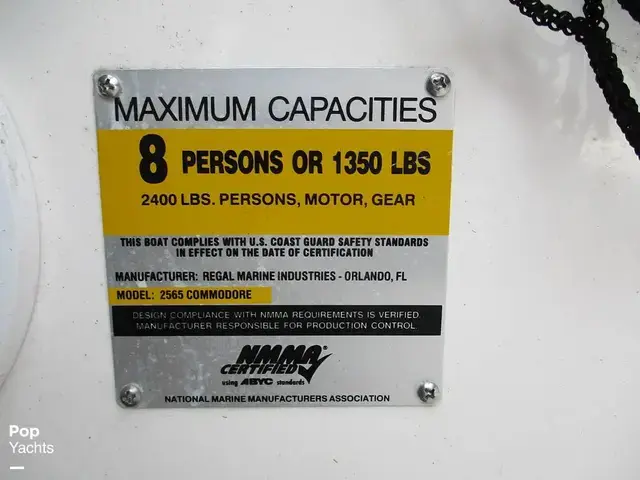 MAXIMUM CAPACITIES
8 PERSONS OR 1350 LBS
2400 LBS. PERSONS, MOTOR, GEAR
THIS BOAT COMPLIES WITH U.S. COAST GUARD SAFETY STANDARDS
IN EFFECT ON THE DATE OF CERTIFICATION
MANUFACTURER: REGAL MARINE INDUSTRIES - ORLANDO, FL
MODEL: 2565 COMMODORE
DESIGN COMPLIANCE WITH NMMA REQUIREMENTS IS VERIFIED.
MANUFACTURER RESPONSIBLE FOR PRODUCTION CONTROL.
NMMA®
CERTIFIED
using ABYC standards
NATIONAL MARINE MANUFACTURERS ASSOCIATION
Pop
Yachts